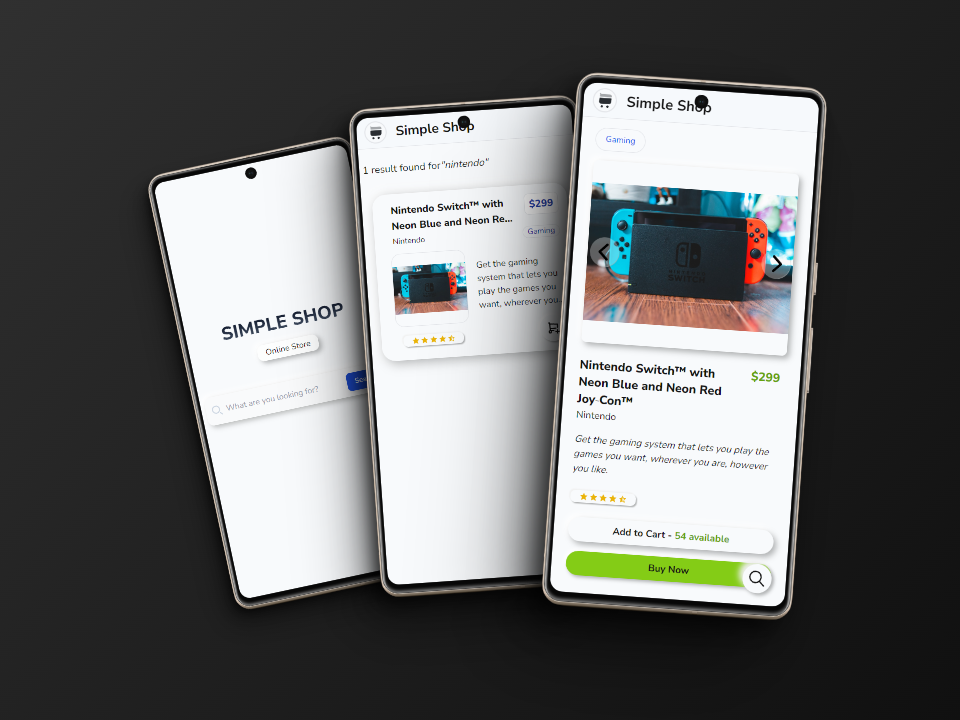 SIMPLE SHOP
Online Store
What are you looking for?
Simple Shop
1 result found for"nintendo"
Nintendo Switch™ with
Neon Blue and Neon Re...
$299
Nintendo
Gaming
Get the gaming
system that lets you
play the games you
want, wherever you
Simple Shop
Gaming
NINTENDO
SWITCH
Nintendo Switch™ with
Neon Blue and Neon Red
Joy-Con™
$299
Nintendo
Get the gaming system that lets you play the
games you want, wherever you are, however
you like.
Add to Cart - 54 available
Buy Now